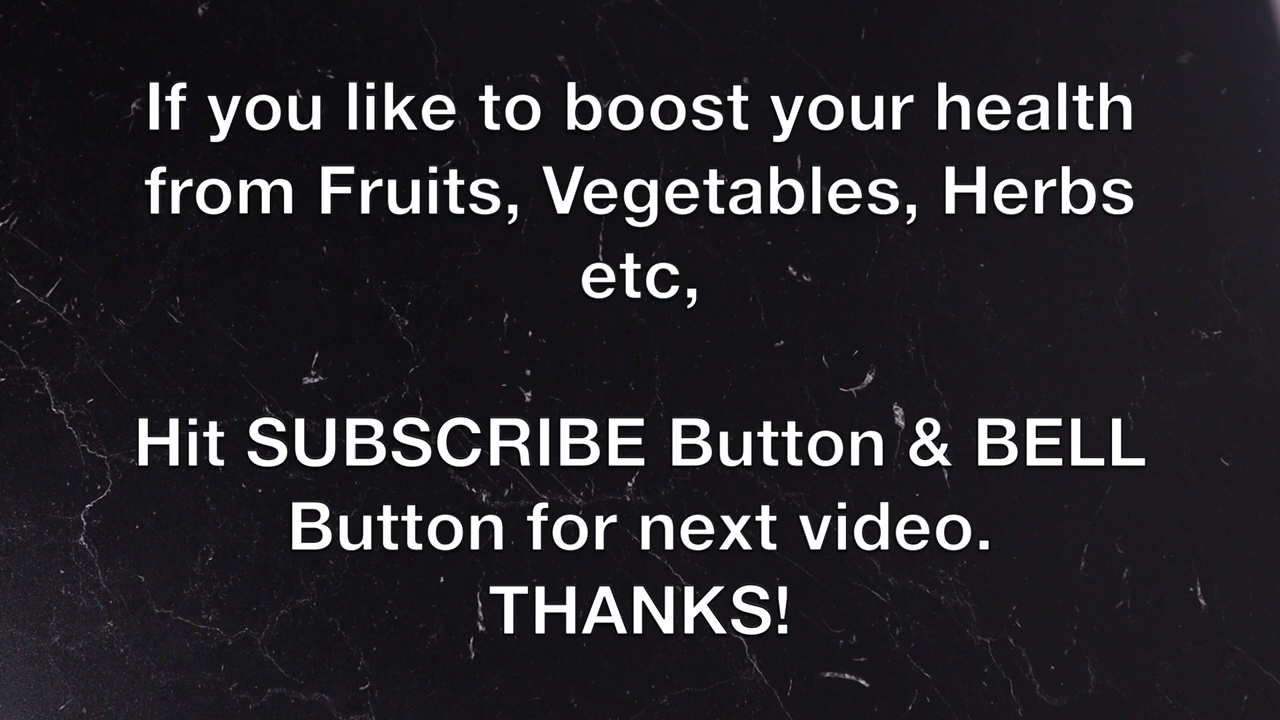 If you like to boost your health
from Fruits, Vegetables, Herbs
etc,
Hit SUBSCRIBE Button & BELL
Button for next video.
THANKS!